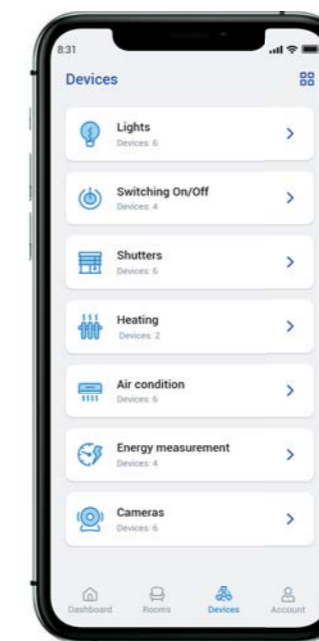 8:31
Devices
Lights
Devices: 6
Switching On/Off
Devices: 4
Shutters
Devices: 6
Heating
Devices: 2
Air condition
Devices: 6
Energy measurement
Devices: 4
Cameras
Devices: 6
Dashboard Rooms Devices Account